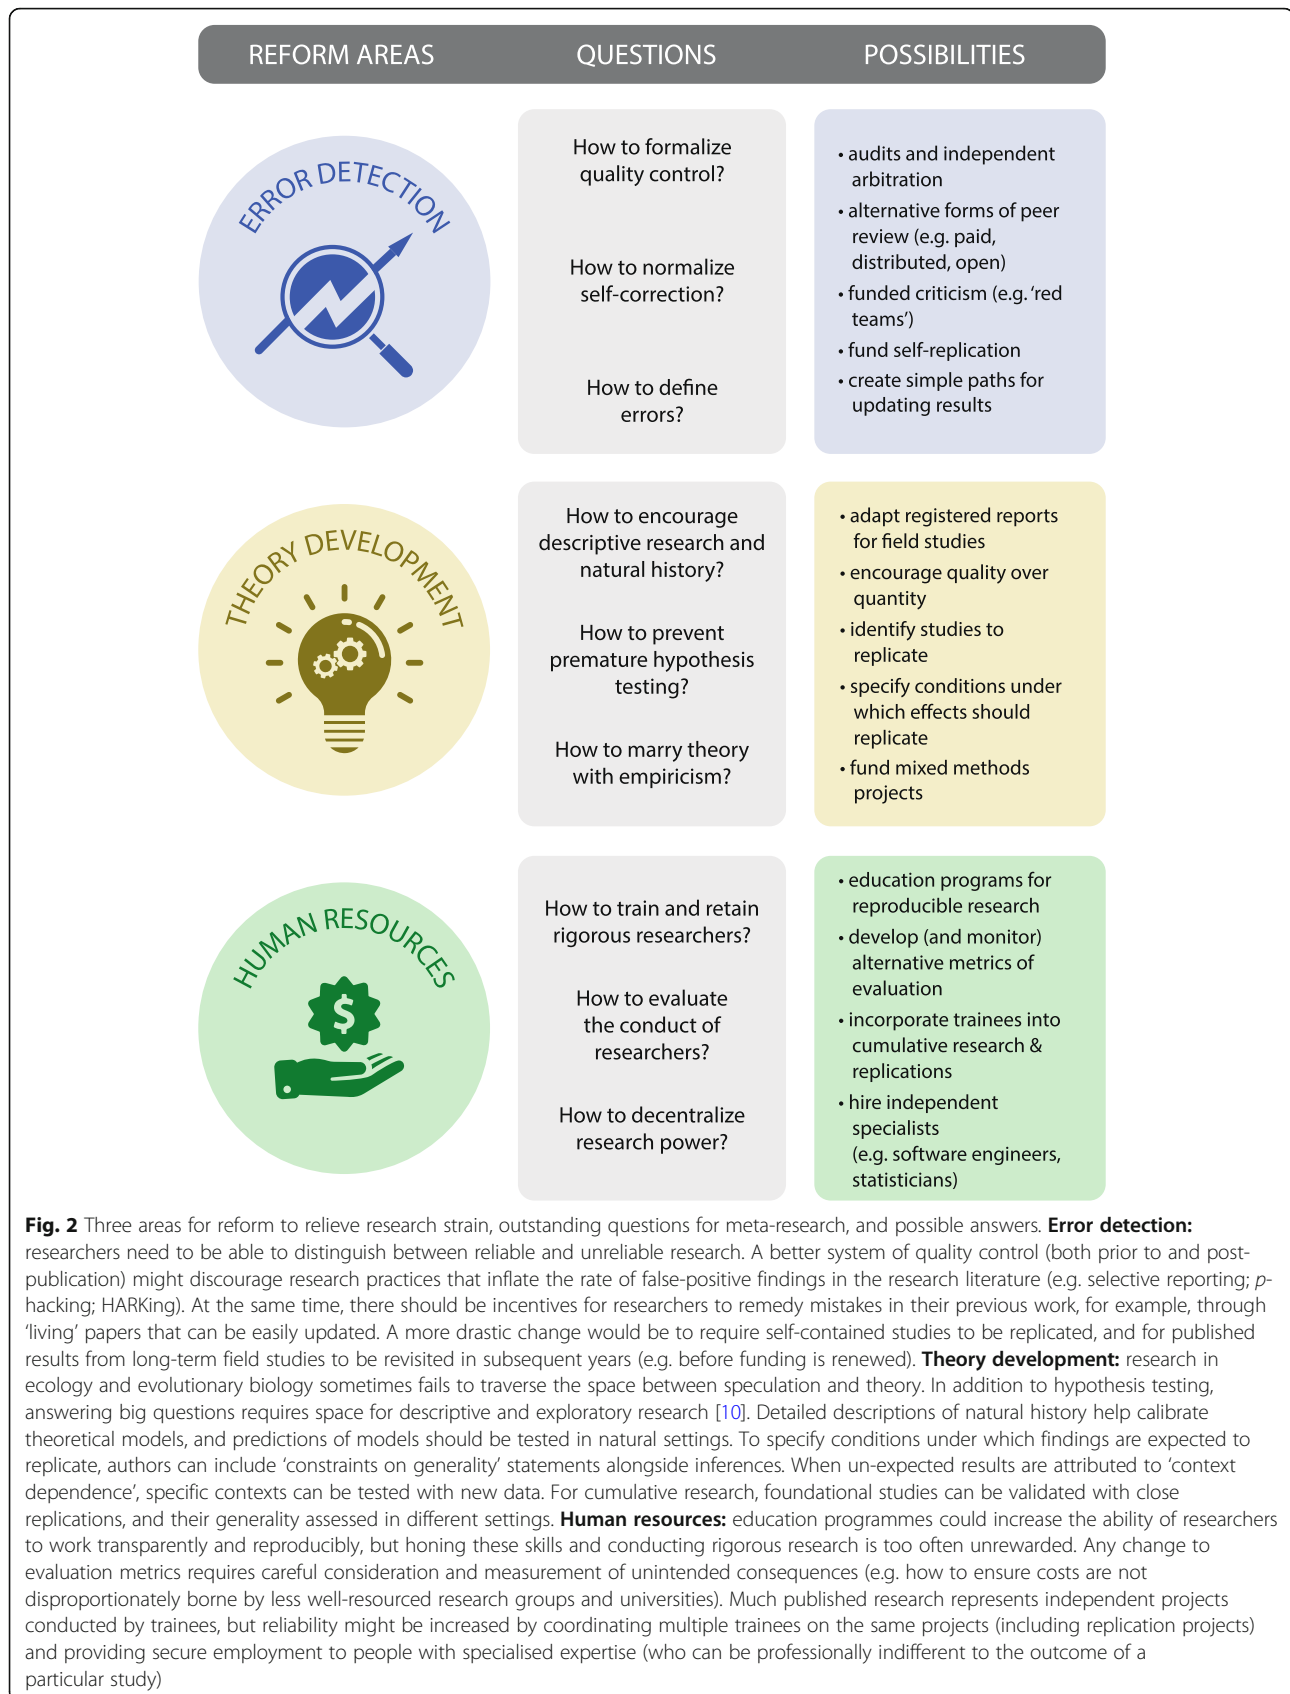 REFORM AREAS
QUESTIONS
POSSIBILITIES
ERROR DETECTION
How to formalize
quality control?
How to normalize
self-correction?
How to define
errors?
• audits and independent
arbitration
• alternative forms of peer
review (e.g. paid,
distributed, open)
• funded criticism (e.g. ‘red
teams’)
• fund self-replication
• create simple paths for
updating results
THEORY DEVELOPMENT
How to encourage
descriptive research and
natural history?
How to prevent
premature hypothesis
testing?
How to marry theory
with empiricism?
• adapt registered reports
for field studies
• encourage quality over
quantity
• identify studies to
replicate
• specify conditions under
which effects should
replicate
• fund mixed methods
projects
HUMAN RESOURCES
$
How to train and retain
rigorous researchers?
How to evaluate
the conduct of
researchers?
How to decentralize
research power?
• education programs for
reproducible research
• develop (and monitor)
alternative metrics of
evaluation
• incorporate trainees into
cumulative research &
replications
• hire independent
specialists
(e.g. software engineers,
statisticians)
Fig. 2 Three areas for reform to relieve research strain, outstanding questions for meta-research, and possible answers. Error detection:
researchers need to be able to distinguish between reliable and unreliable research. A better system of quality control (both prior to and post-
publication) might discourage research practices that inflate the rate of false-positive findings in the research literature (e.g. selective reporting; p-
hacking; HARKing). At the same time, there should be incentives for researchers to remedy mistakes in their previous work, for example, through
‘living’ papers that can be easily updated. A more drastic change would be to require self-contained studies to be replicated, and for published
results from long-term field studies to be revisited in subsequent years (e.g. before funding is renewed). Theory development: research in
ecology and evolutionary biology sometimes fails to traverse the space between speculation and theory. In addition to hypothesis testing,
answering big questions requires space for descriptive and exploratory research [10]. Detailed descriptions of natural history help calibrate
theoretical models, and predictions of models should be tested in natural settings. To specify conditions under which findings are expected to
replicate, authors can include ‘constraints on generality’ statements alongside inferences. When un-expected results are attributed to ‘context
dependence’, specific contexts can be tested with new data. For cumulative research, foundational studies can be validated with close
replications, and their generality assessed in different settings. Human resources: education programmes could increase the ability of researchers
to work transparently and reproducibly, but honing these skills and conducting rigorous research is too often unrewarded. Any change to
evaluation metrics requires careful consideration and measurement of unintended consequences (e.g. how to ensure costs are not
disproportionately borne by less well-resourced research groups and universities). Much published research represents independent projects
conducted by trainees, but reliability might be increased by coordinating multiple trainees on the same projects (including replication projects)
and providing secure employment to people with specialised expertise (who can be professionally indifferent to the outcome of a
particular study)